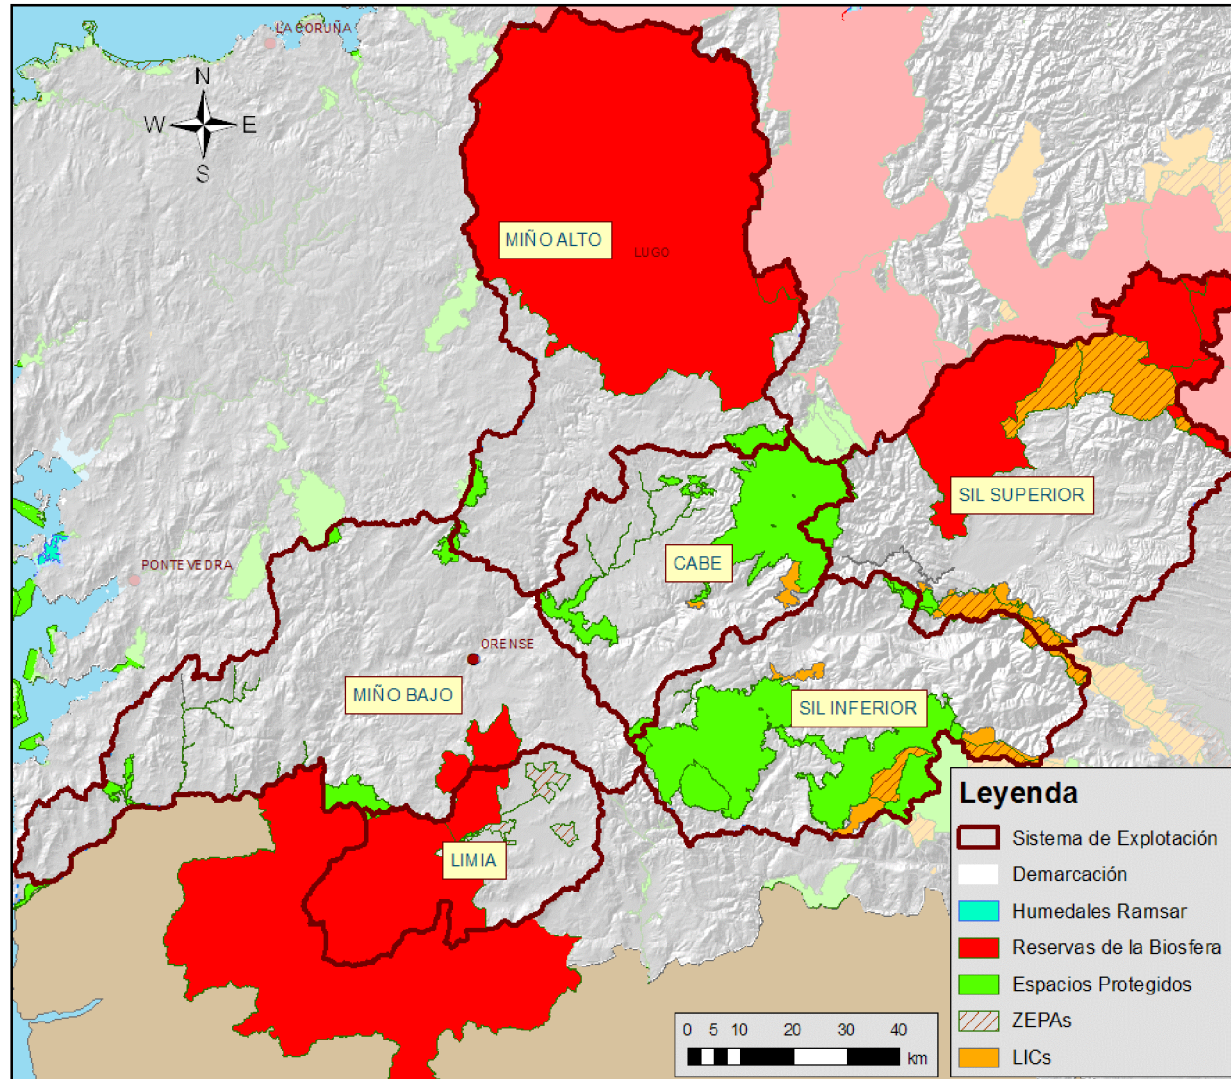 LA CORUÑA
N
W E
S
MIÑO ALTO
LUGO
SIL SUPERIOR
CABE
PONTEVEDRA
ORENSE
MIÑO BAJO
SIL INFERIOR
LIMIA
Leyenda
Sistema de Explotación
Demarcación
Humedales Ramsar
Reservas de la Biosfera
Espacios Protegidos
ZEPAs
LICs
0 5 10 20 30 40
km